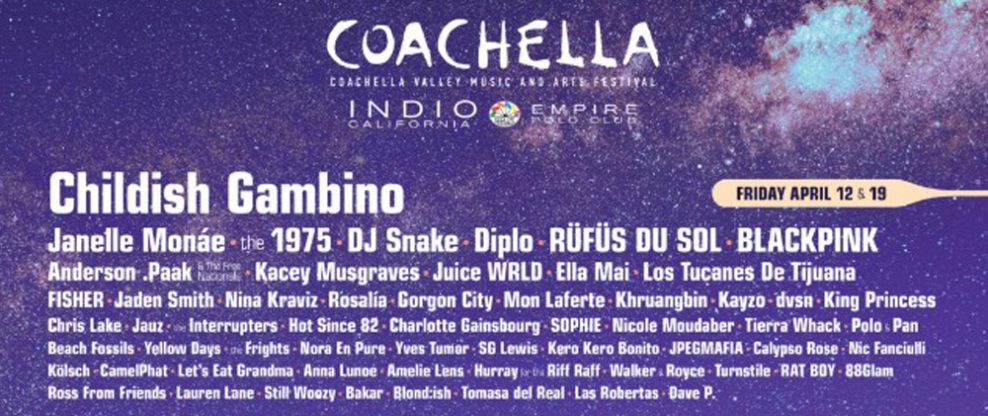 COACHELLA
COACHELLA VALLEY MUSIC AND ARTS FESTIVAL
INDIO CALIFORNIA EMPIRE POLO CLUB
Childish Gambino
FRIDAY APRIL 12 & 19
Janelle Monáe • the 1975 • DJ Snake • Diplo • RÜFÜS DU SOL • BLACKPINK
Anderson .Paak & The Free Nationals • Kacey Musgraves • Juice WRLD • Ella Mai • Los Tucanes De Tijuana
FISHER • Jaden Smith • Nina Kraviz • Rosalía • Gorgon City • Mon Laferte • Khruangbin • Kayzo • dvsn • King Princess
Chris Lake • Jauz • the Interrupters • Hot Since 82 • Charlotte Gainsbourg • SOPHIE • Nicole Moudaber • Tierra Whack • Polo & Pan
Beach Fossils • Yellow Days • the Frights • Nora En Pure • Yves Tumor • SG Lewis • Kero Kero Bonito • JPEGMAFIA • Calypso Rose • Nic Fanciulli
Kölsch • CamelPhat • Let's Eat Grandma • Anna Lunoe • Amelie Lens • Hurray for the Riff Raff • Walker & Royce • Turnstile • RAT BOY • 88Glam
Ross From Friends • Lauren Lane • Still Woozy • Bakar • Blond:ish • Tomasa del Real • Las Robertas • Dave P.